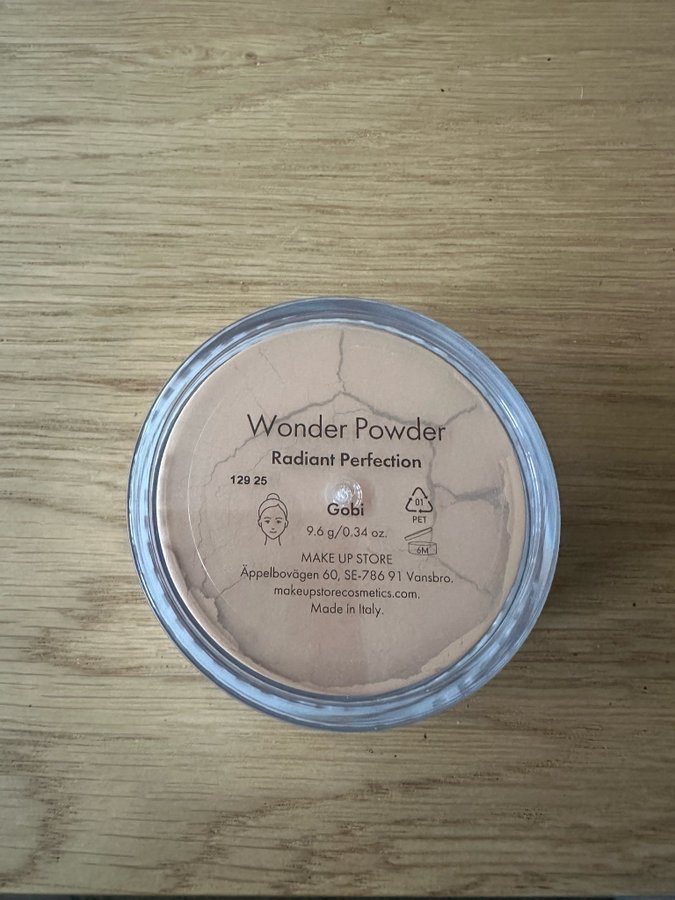 Wonder Powder
Radiant Perfection
129 25
Gobi
01
PET
9.6 g/0.34 oz.
6M
MAKE UP STORE
Äppelbovägen 60, SE-786 91 Vansbro.
makeupstorecosmetics.com.
Made in Italy.